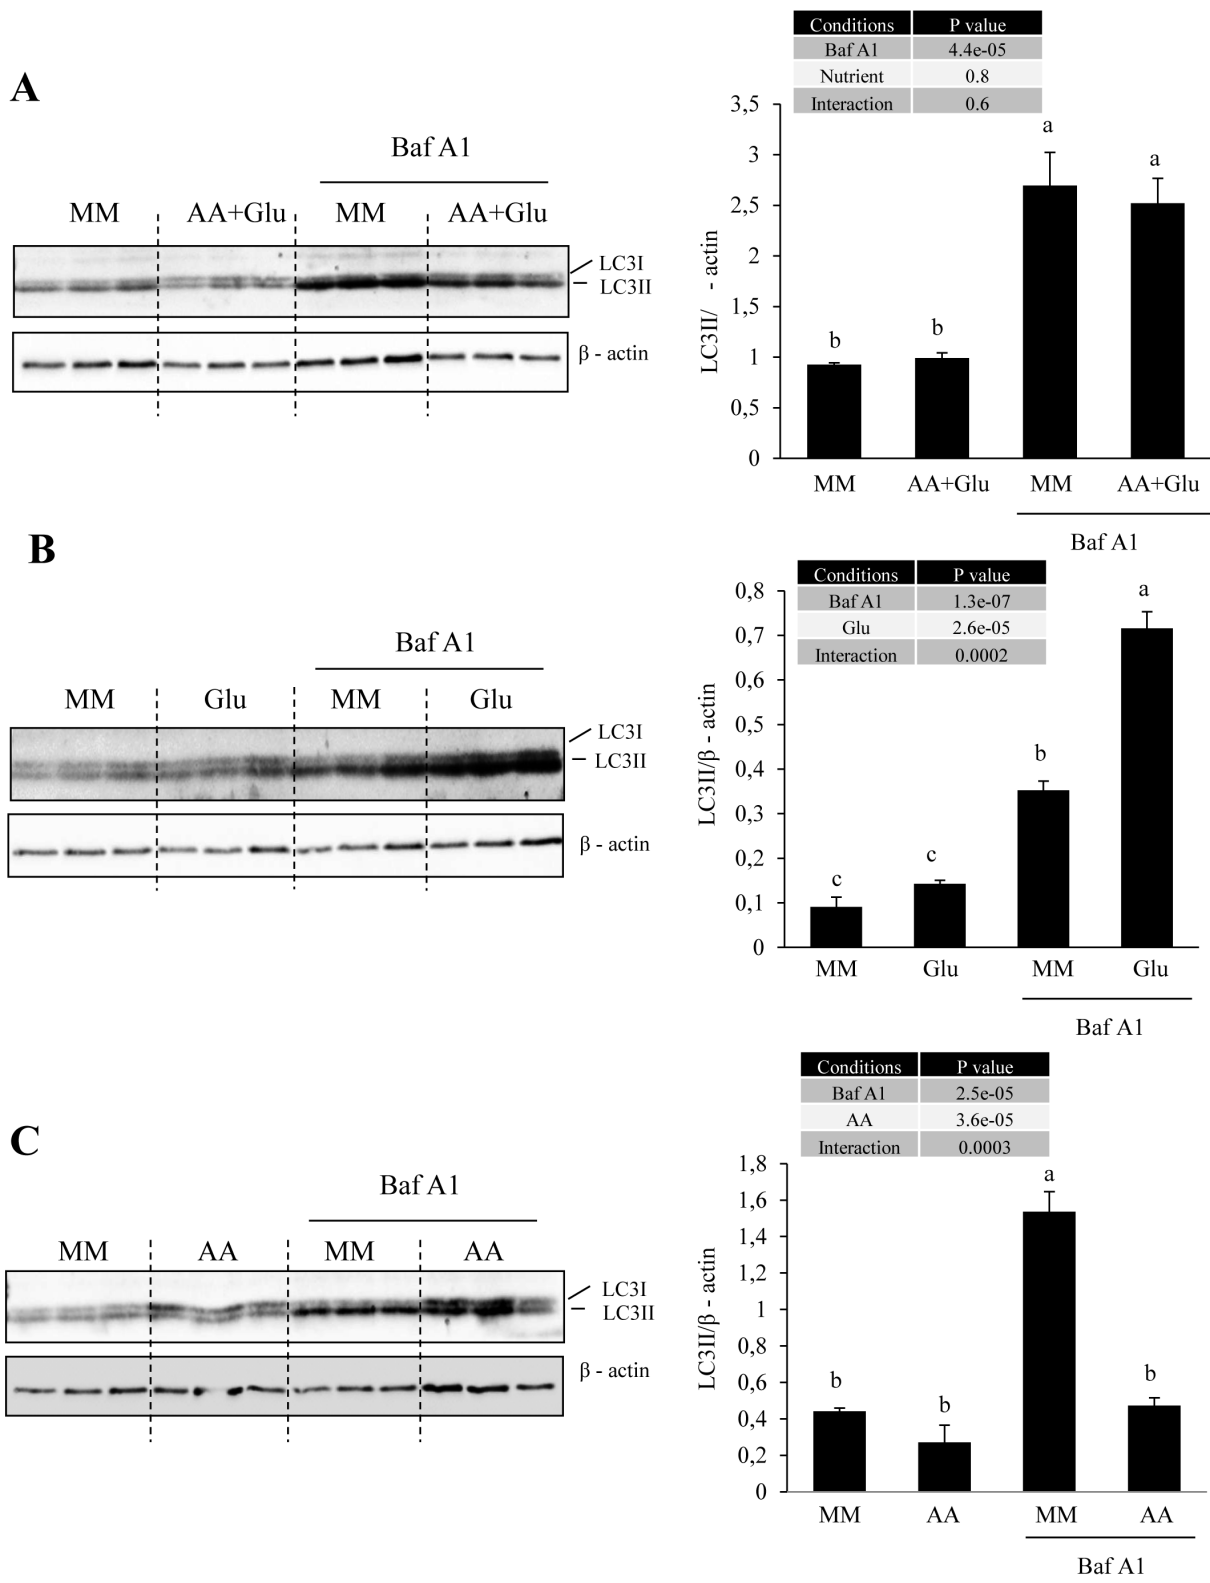 A
Baf A1
MM AA+Glu MM AA+Glu
LC3I
LC3II
β - actin
Conditions P value
Baf A1 4.4e-05
Nutrient 0.8
Interaction 0.6
LC3II/ - actin
3,5
3
2,5
2
1,5
1
0,5
0
b b a a
MM AA+Glu MM AA+Glu
Baf A1
B
Baf A1
MM Glu MM Glu
LC3I
LC3II
β - actin
Conditions P value
Baf A1 1.3e-07
Glu 2.6e-05
Interaction 0.0002
LC3II/β - actin
0,8
0,7
0,6
0,5
0,4
0,3
0,2
0,1
0
c c b a
MM Glu MM Glu
Baf A1
C
Baf A1
MM AA MM AA
LC3I
LC3II
β - actin
Conditions P value
Baf A1 2.5e-05
AA 3.6e-05
Interaction 0.0003
LC3II/β - actin
1,8
1,6
1,4
1,2
1
0,8
0,6
0,4
0,2
0
b b a b
MM AA MM AA
Baf A1